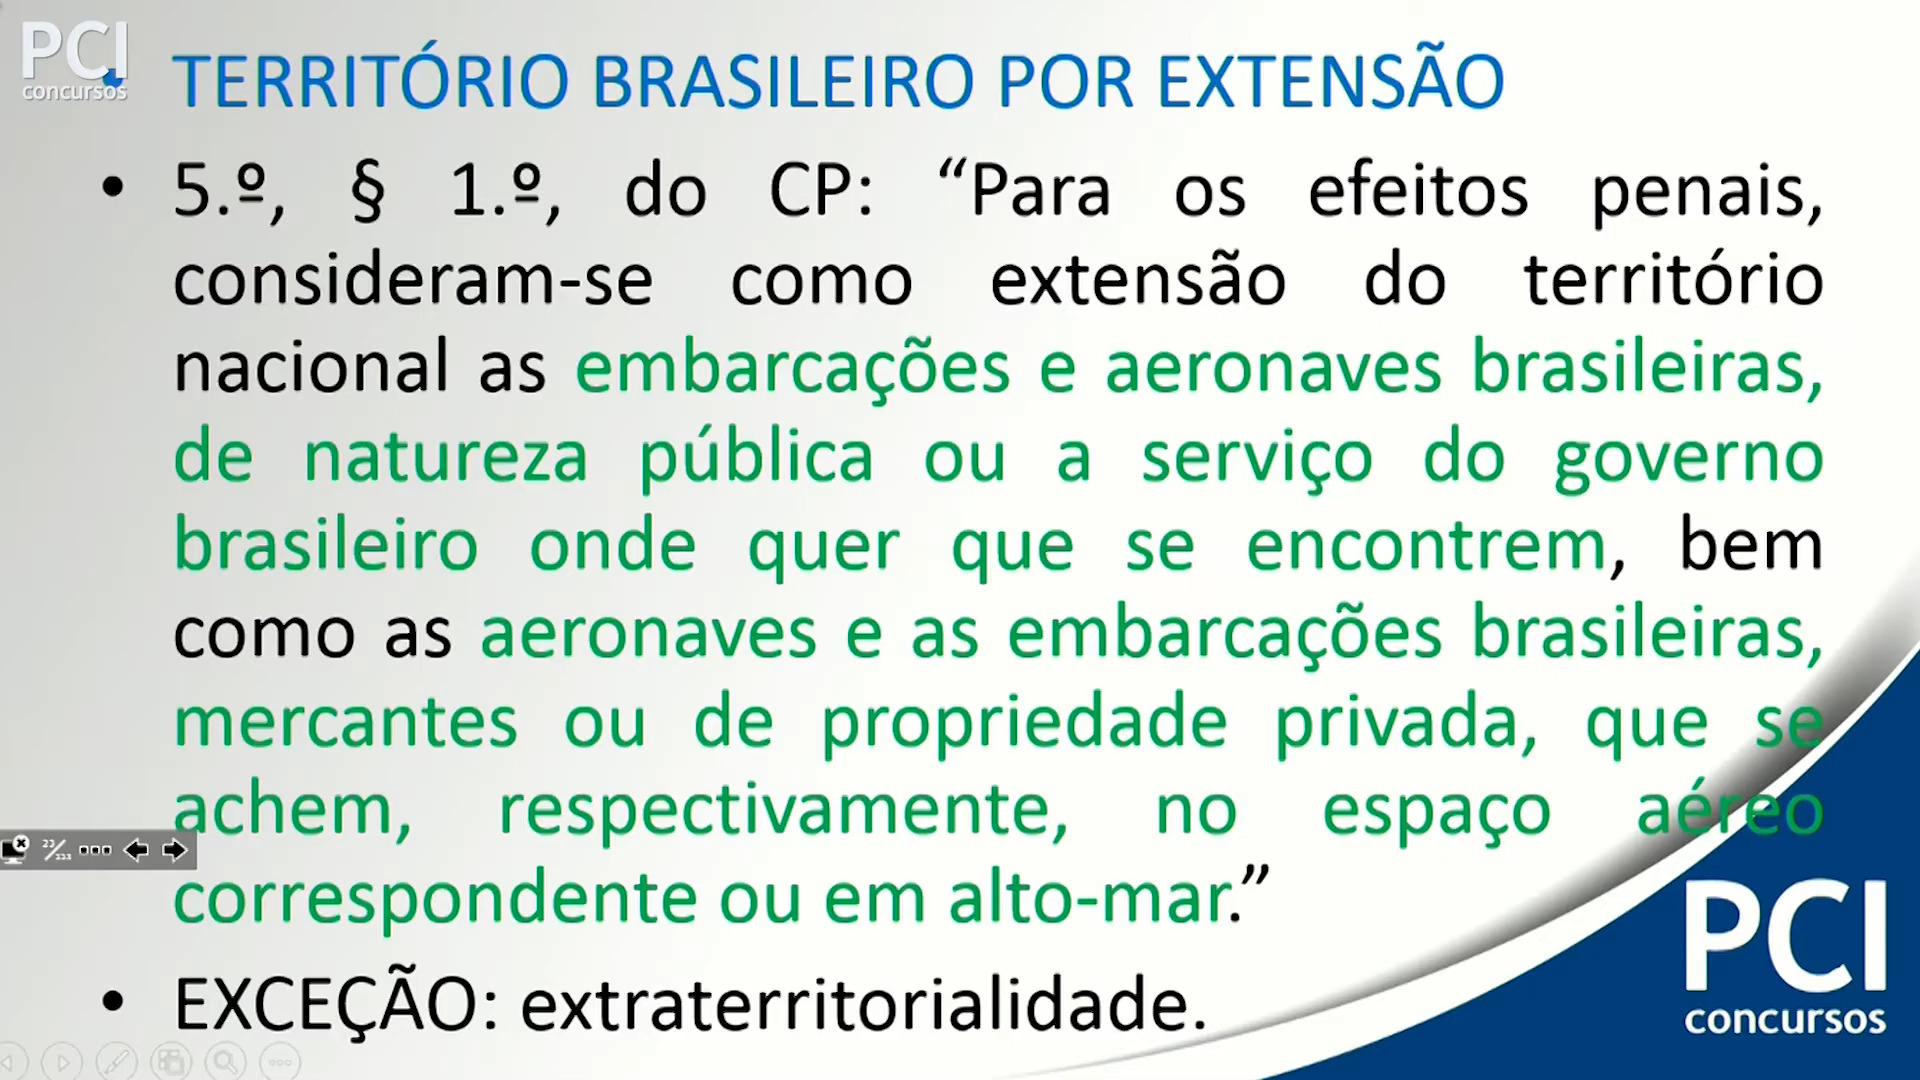 PCI
concursos
TERRITÓRIO BRASILEIRO POR EXTENSÃO
• 5.º, § 1.º, do CP: “Para os efeitos penais,
consideram-se como extensão do território
nacional as embarcações e aeronaves brasileiras,
de natureza pública ou a serviço do governo
brasileiro onde quer que se encontrem, bem
como as aeronaves e as embarcações brasileiras,
mercantes ou de propriedade privada, que se
achem, respectivamente, no espaço aéreo
correspondente ou em alto-mar.”
• EXCEÇÃO: extraterritorialidade.
23/233
PCI
concursos